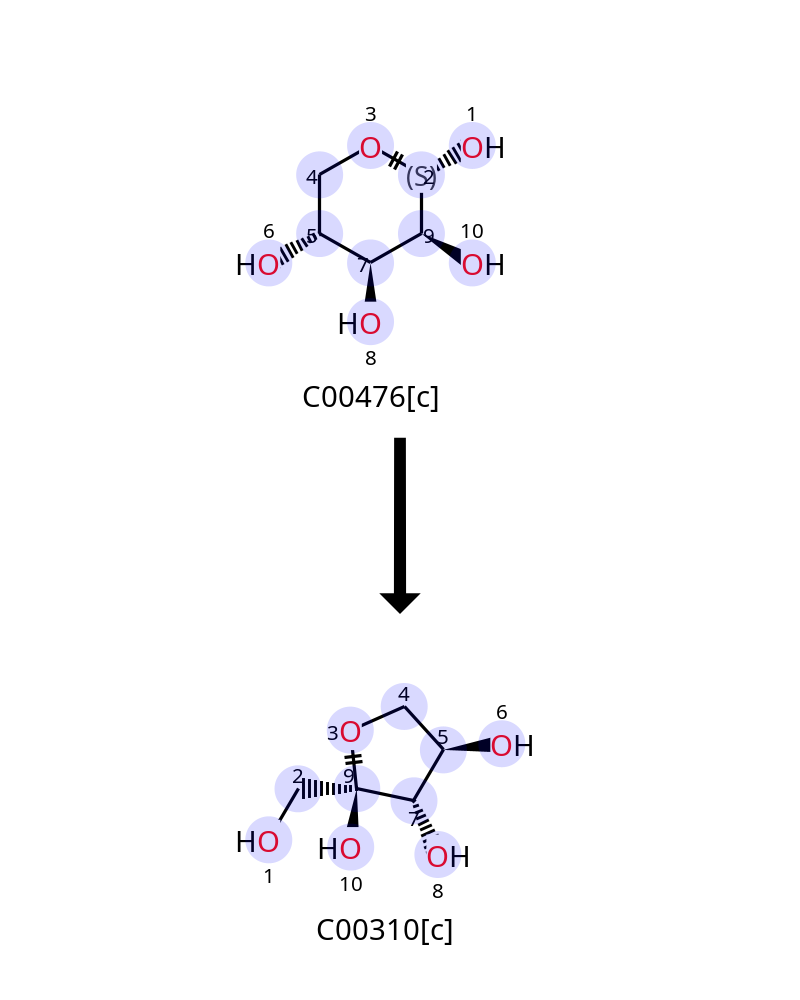 3 1
O OH
4 (S) 2
6 10
5 9
HO 7 OH
HO
8
C00476[c]
4
6
3 O 5 OH
2 9
7
HO HO OH
1 10 8
C00310[c]